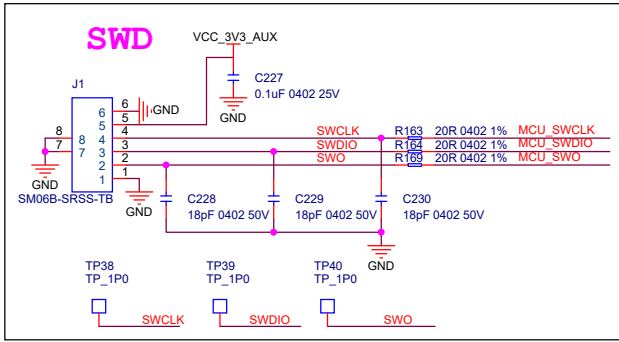 SWD
VCC_3V3_AUX
C227
0.1uF 0402 25V
GND
J1
6 6 GND
5 5
8 8 4 4 SWCLK R163 20R 0402 1% MCU_SWCLK
7 7 3 3 SWDIO R164 20R 0402 1% MCU_SWDIO
2 2 SWO R169 20R 0402 1% MCU_SWO
1 1
GND
SM06B-SRSS-TB
GND
C228
18pF 0402 50V
C229
18pF 0402 50V
C230
18pF 0402 50V
GND
TP38
TP_1P0
SWCLK
TP39
TP_1P0
SWDIO
TP40
TP_1P0
SWO